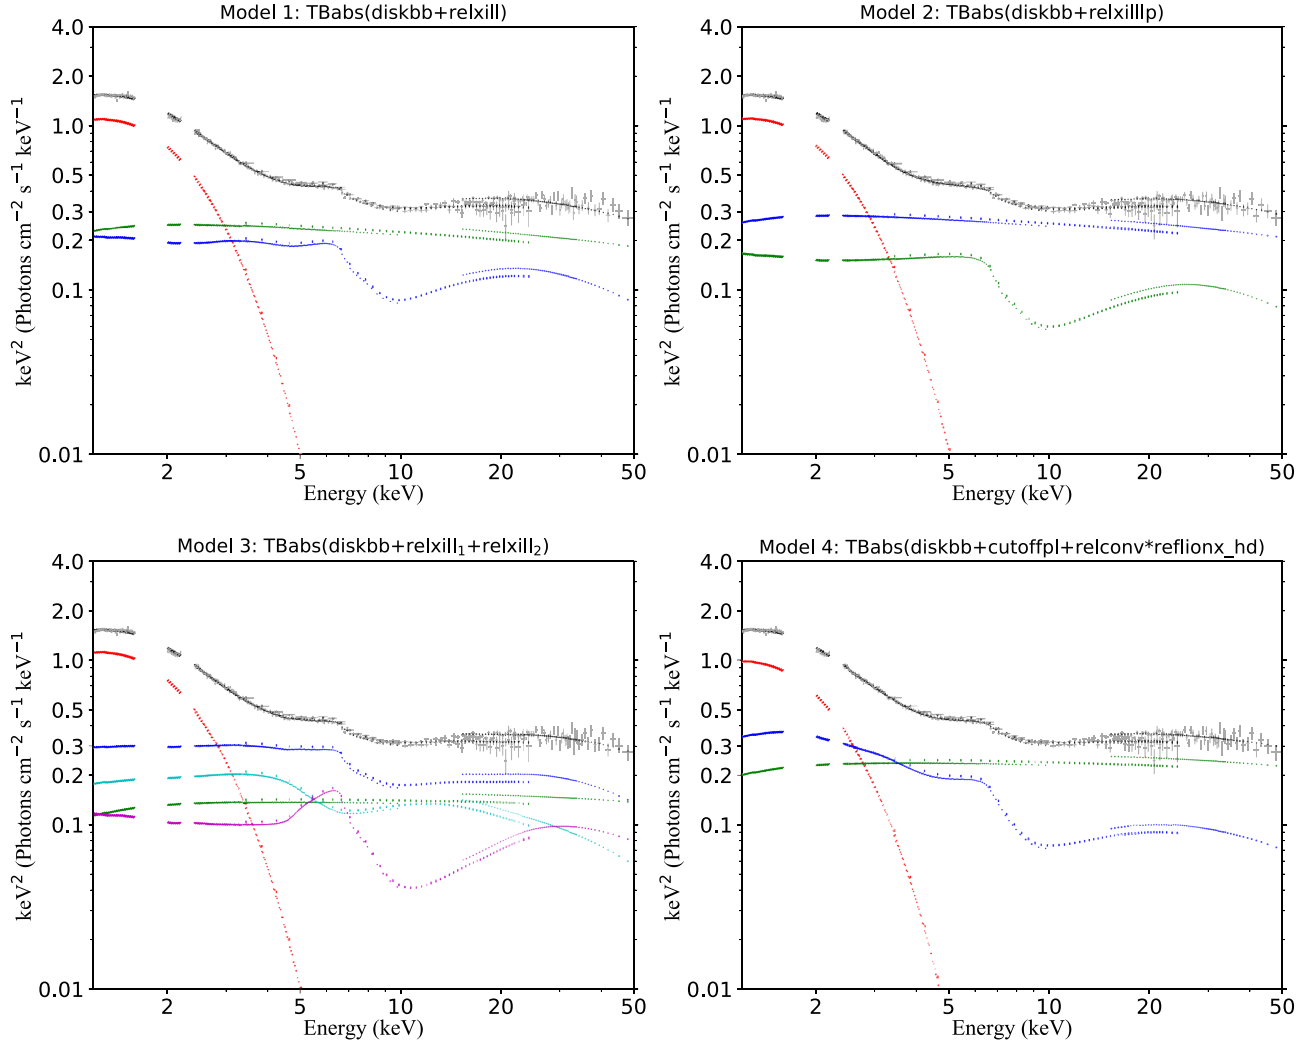 Model 1: TBabs(diskbb+relxill)
keV² (Photons cm⁻² s⁻¹ keV⁻¹)
4.0
2.0
1.0
0.5
0.3
0.2
0.1
0.01
2 5 10 20 50
Energy (keV)
Model 2: TBabs(diskbb+relxilllp)
keV² (Photons cm⁻² s⁻¹ keV⁻¹)
4.0
2.0
1.0
0.5
0.3
0.2
0.1
0.01
2 5 10 20 50
Energy (keV)
Model 3: TBabs(diskbb+relxill₁+relxill₂)
keV² (Photons cm⁻² s⁻¹ keV⁻¹)
4.0
2.0
1.0
0.5
0.3
0.2
0.1
0.01
2 5 10 20 50
Energy (keV)
Model 4: TBabs(diskbb+cutoffpl+relconv*reflionx_hd)
keV² (Photons cm⁻² s⁻¹ keV⁻¹)
4.0
2.0
1.0
0.5
0.3
0.2
0.1
0.01
2 5 10 20 50
Energy (keV)